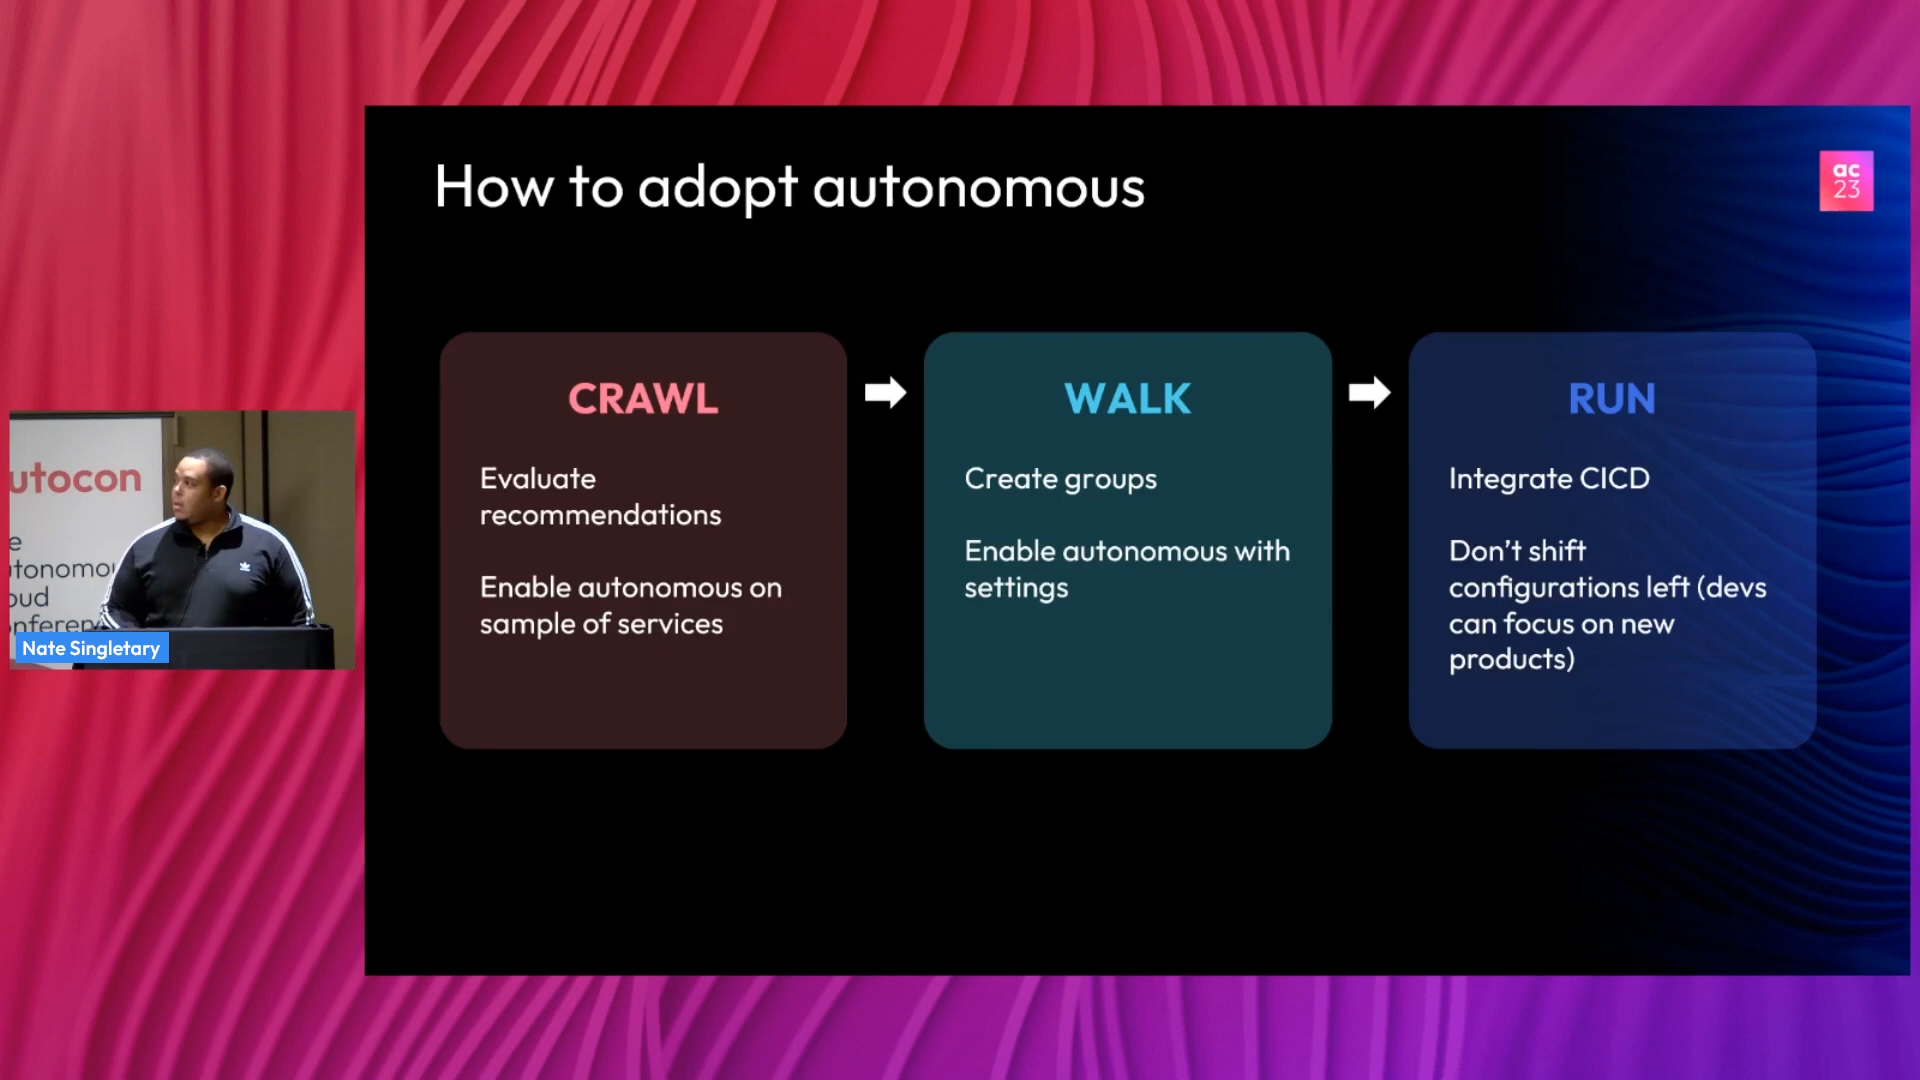 How to adopt autonomous
ac
23
CRAWL
Evaluate
recommendations
Enable autonomous on
sample of services
WALK
Create groups
Enable autonomous with
settings
RUN
Integrate CICD
Don’t shift
configurations left (devs
can focus on new
products)
utocon
e
utonomou
oud
onferen
Nate Singletary